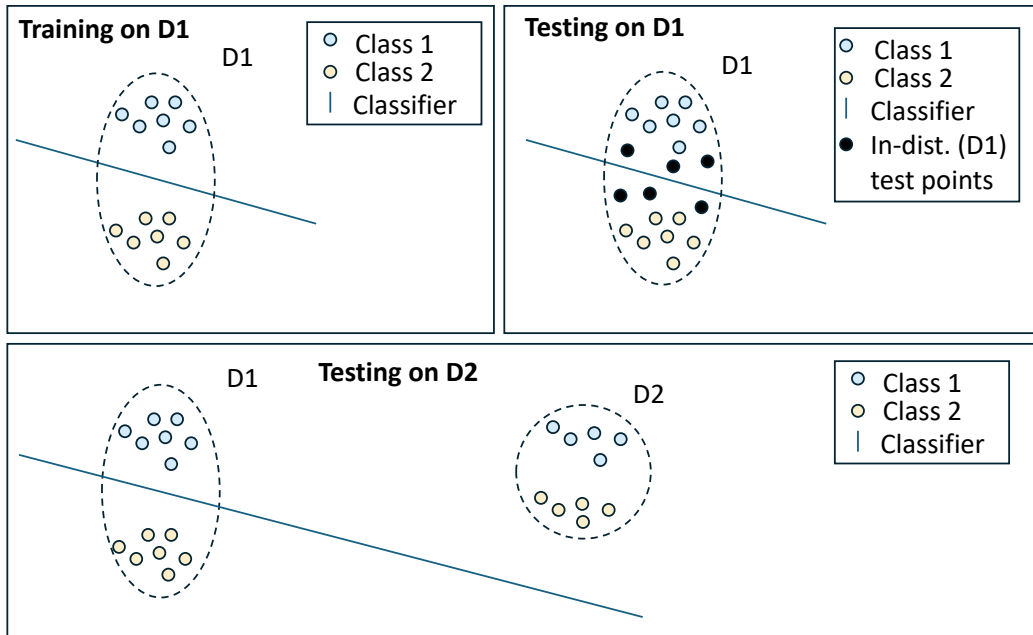 Training on D1
D1
Class 1
Class 2
Classifier
Testing on D1
D1
Class 1
Class 2
Classifier
In-dist. (D1)
test points
Testing on D2
D1
D2
Class 1
Class 2
Classifier